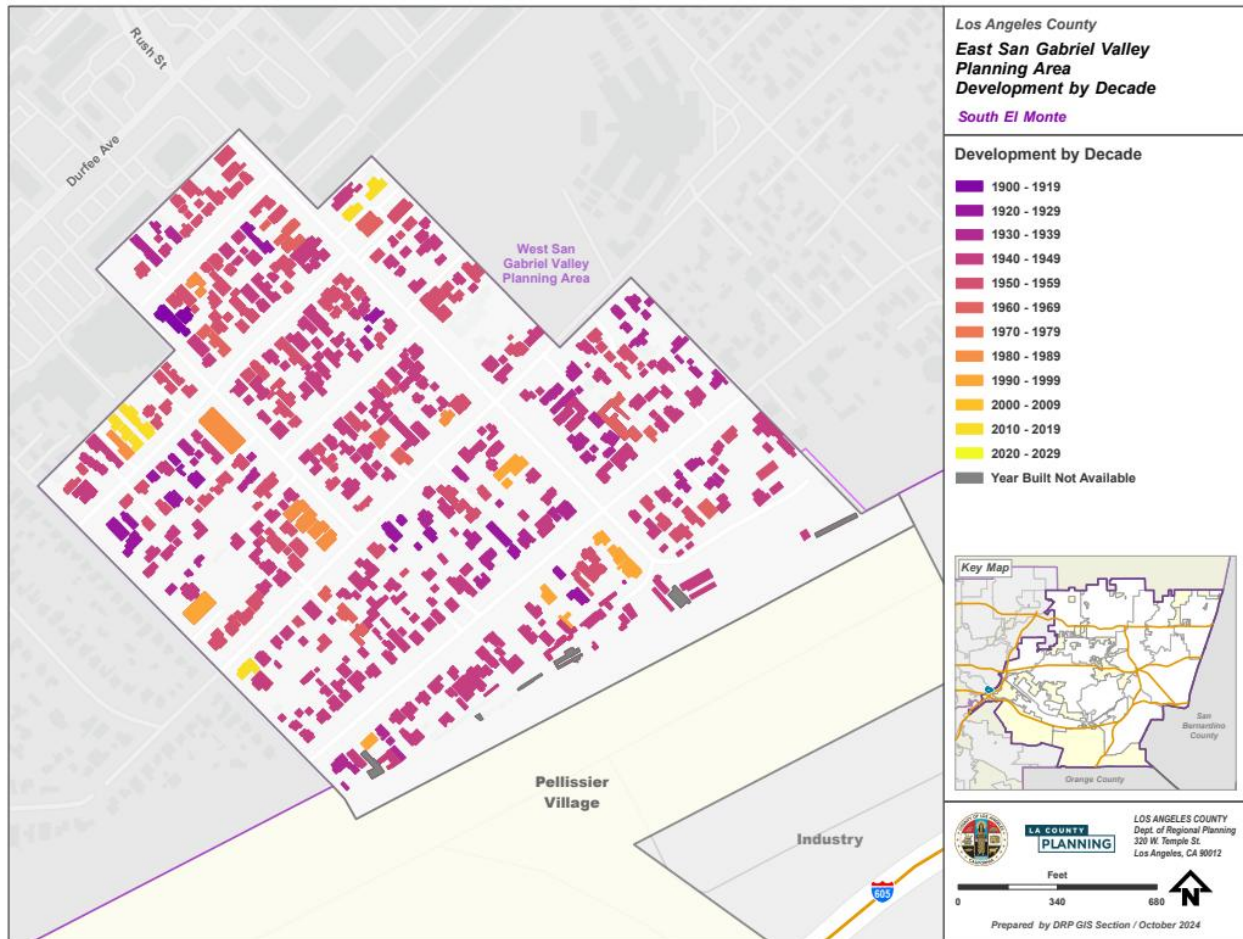 Rush St
Durfee Ave
West San
Gabriel Valley
Planning Area
Pellissier
Village
Industry
605
Los Angeles County
East San Gabriel Valley
Planning Area
Development by Decade
South El Monte
Development by Decade
1900 - 1919
1920 - 1929
1930 - 1939
1940 - 1949
1950 - 1959
1960 - 1969
1970 - 1979
1980 - 1989
1990 - 1999
2000 - 2009
2010 - 2019
2020 - 2029
Year Built Not Available
Key Map
San
Bernardino
County
Orange County
LA COUNTY
PLANNING
LOS ANGELES COUNTY
Dept. of Regional Planning
320 W. Temple St.
Los Angeles, CA 90012
Feet
0 340 680
N
Prepared by DRP GIS Section / October 2024